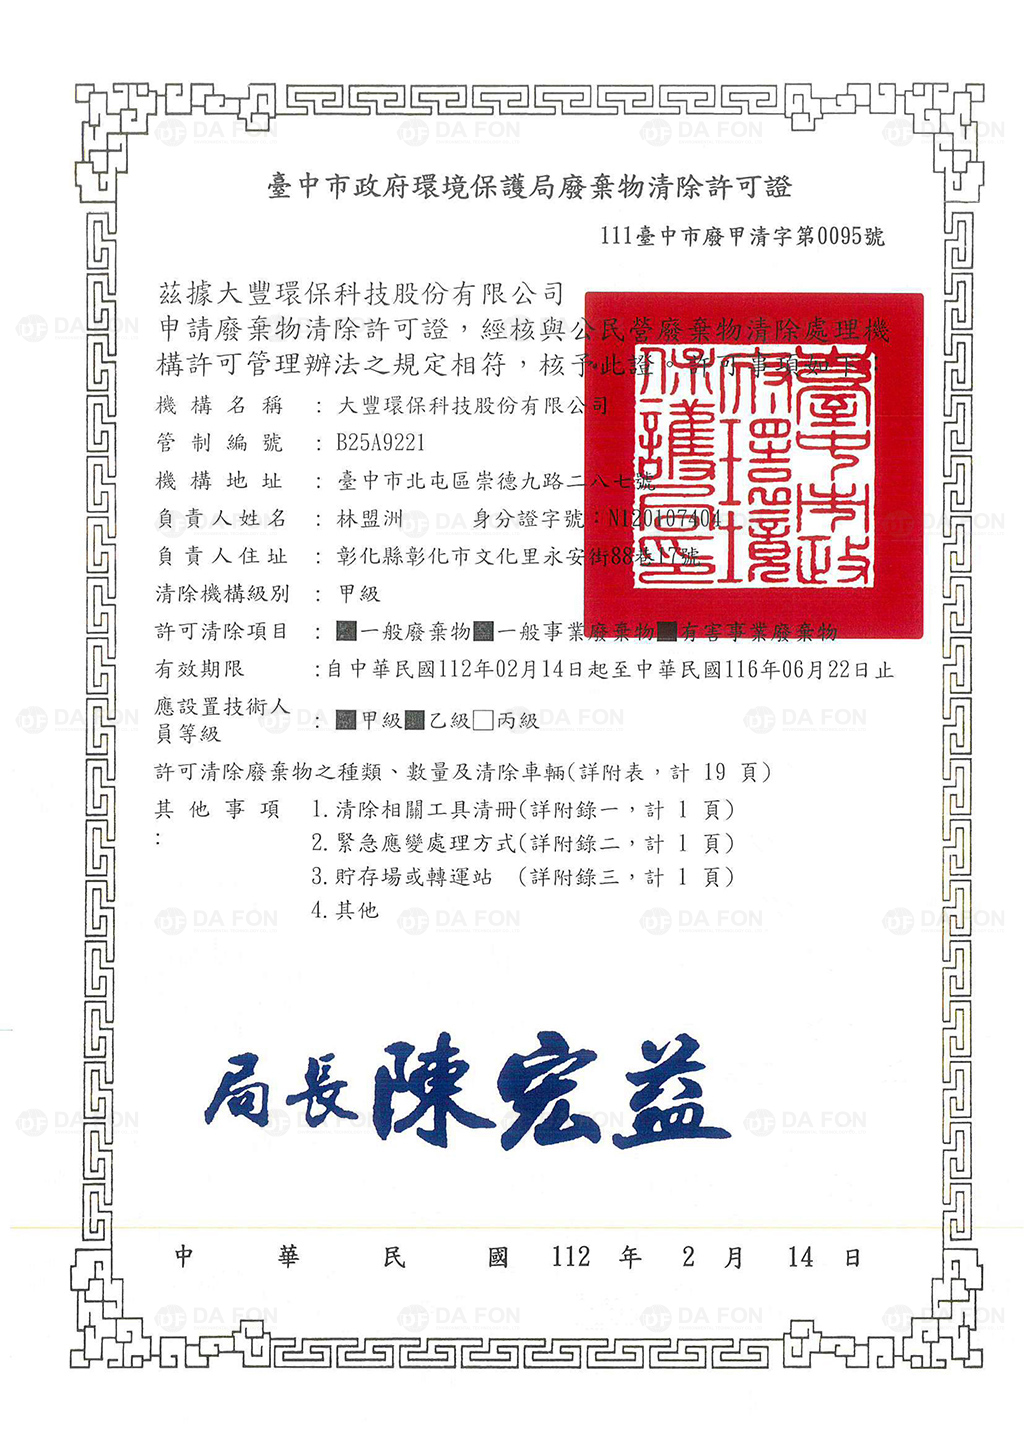 臺中市政府環境保護局廢棄物清除許可證
111臺中市廢甲清字第0095號
茲據大豐環保科技股份有限公司
申請廢棄物清除許可證，經核與公民營廢棄物清除處理機
構許可管理辦法之規定相符，核予此證。許可事項如下：
機構名稱 : 大豐環保科技股份有限公司
管制編號 : B25A9221
機構地址 : 臺中市北屯區崇德九路二八七號
負責人姓名 : 林盟洲 身分證字號：N120107404
負責人住址 : 彰化縣彰化市文化里永安街88巷17號
清除機構級別 : 甲級
許可清除項目 : ■一般廢棄物■一般事業廢棄物■有害事業廢棄物
有效期限 :自中華民國112年02月14日起至中華民國116年06月22日止
應設置技術人員等級 : ■甲級■乙級□丙級
許可清除廢棄物之種類、數量及清除車輛(詳附表，計 19 頁)
其他事項 : 1.清除相關工具清冊(詳附錄一，計 1 頁)
2.緊急應變處理方式(詳附錄二，計 1 頁)
3.貯存場或轉運站 (詳附錄三，計 1 頁)
4.其他
臺中市政府環境保護局印
局長 陳宏益
中華民國 112 年 2 月 14 日
DA FON